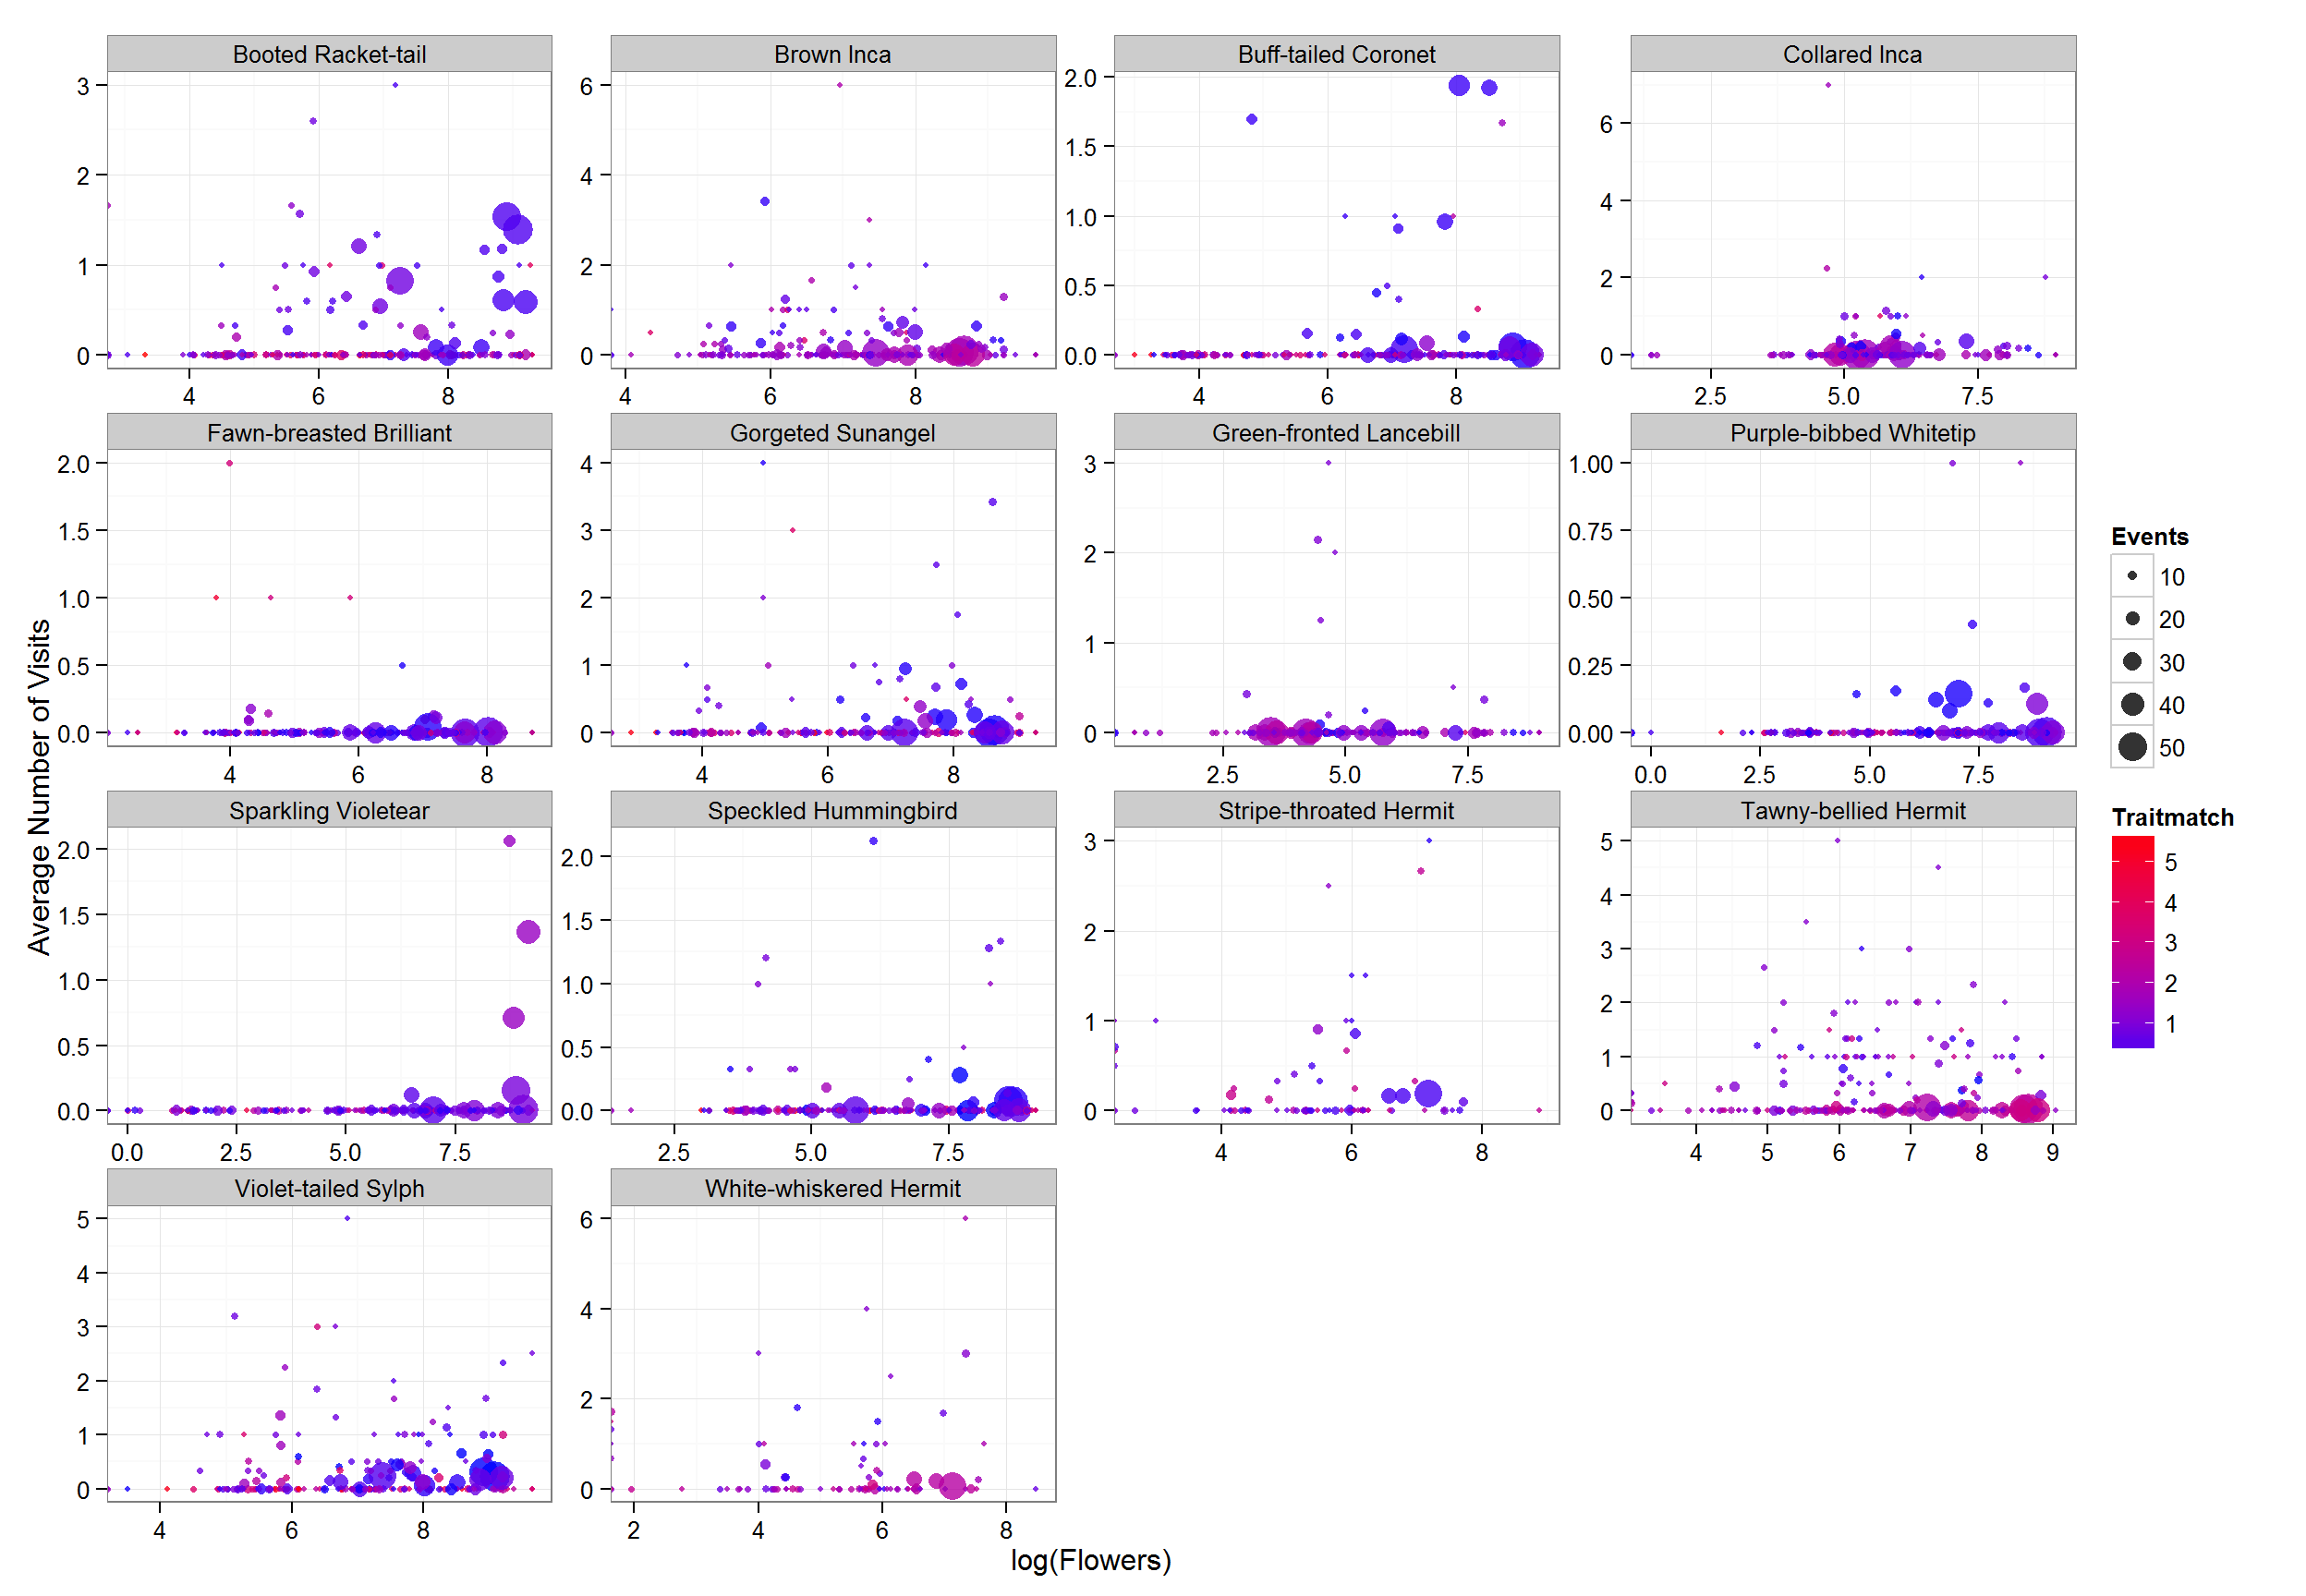 Booted Racket-tail
Brown Inca
Buff-tailed Coronet
Collared Inca
3
2
1
0
4 6 8
6
4
2
0
4 6 8
2.0
1.5
1.0
0.5
0.0
4 6 8
6
4
2
0
2.5 5.0 7.5
Fawn-breasted Brilliant
Gorgeted Sunangel
Green-fronted Lancebill
Purple-bibbed Whitetip
2.0
1.5
1.0
0.5
0.0
4 6 8
4
3
2
1
0
4 6 8
3
2
1
0
2.5 5.0 7.5
1.00
0.75
0.50
0.25
0.00
0.0 2.5 5.0 7.5
Sparkling Violetear
Speckled Hummingbird
Stripe-throated Hermit
Tawny-bellied Hermit
2.0
1.5
1.0
0.5
0.0
0.0 2.5 5.0 7.5
2.0
1.5
1.0
0.5
0.0
2.5 5.0 7.5
3
2
1
0
4 6 8
5
4
3
2
1
0
4 5 6 7 8 9
Violet-tailed Sylph
White-whiskered Hermit
5
4
3
2
1
0
4 6 8
6
4
2
0
2 4 6 8
Average Number of Visits
log(Flowers)
Events
10
20
30
40
50
Traitmatch
5
4
3
2
1